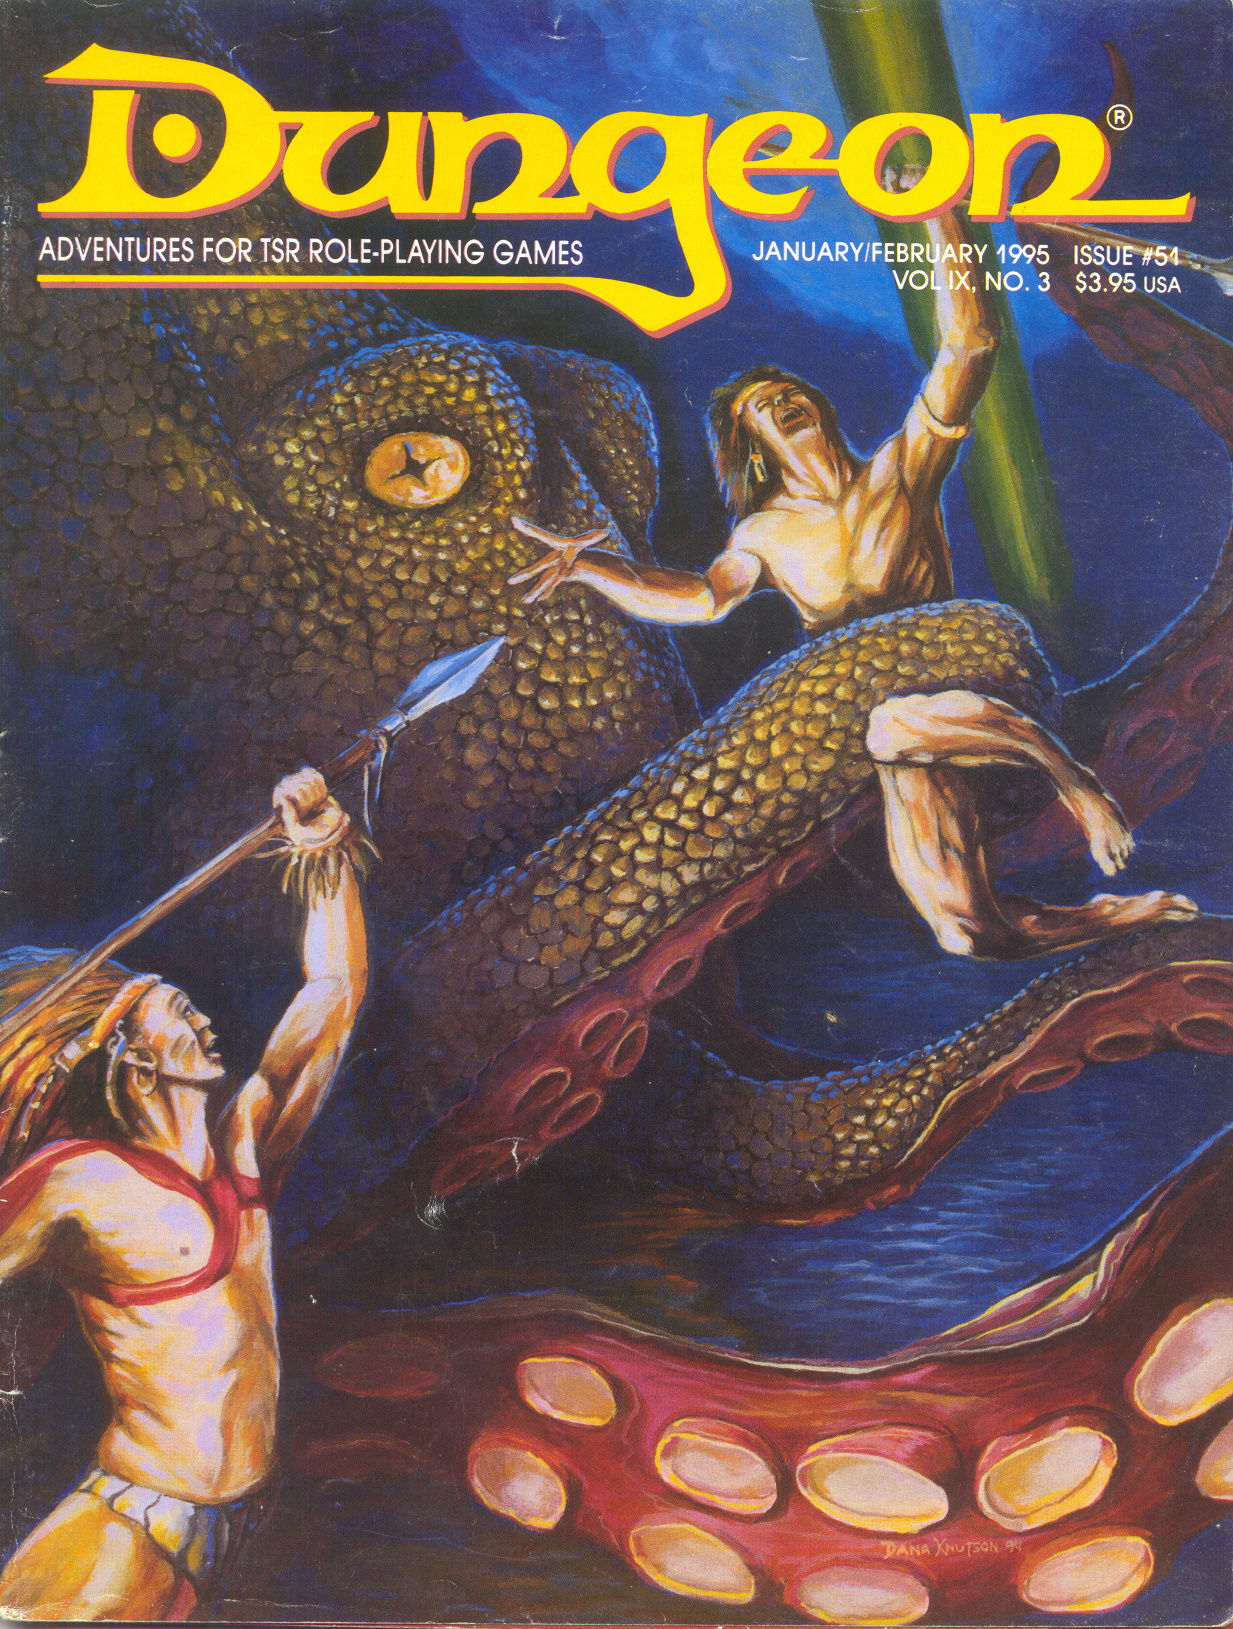 Dungeon®
ADVENTURES FOR TSR ROLE-PLAYING GAMES
JANUARY/FEBRUARY 1995 ISSUE #51
VOL IX, NO. 3 $3.95 USA
DANA KNUTSON 94